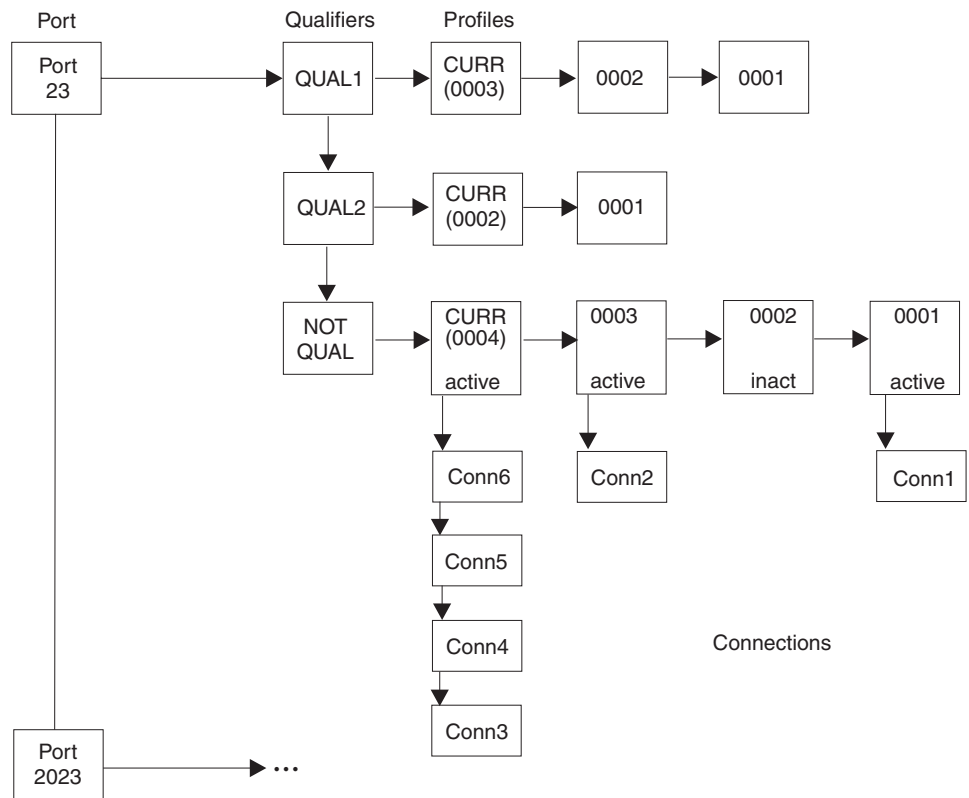 Port
Qualifiers
Profiles
Port
23
QUAL1
CURR
(0003)
0002
0001
QUAL2
CURR
(0002)
0001
NOT
QUAL
CURR
(0004)
active
0003
active
0002
inact
0001
active
Conn6
Conn2
Conn1
Conn5
Conn4
Connections
Conn3
Port
2023
...